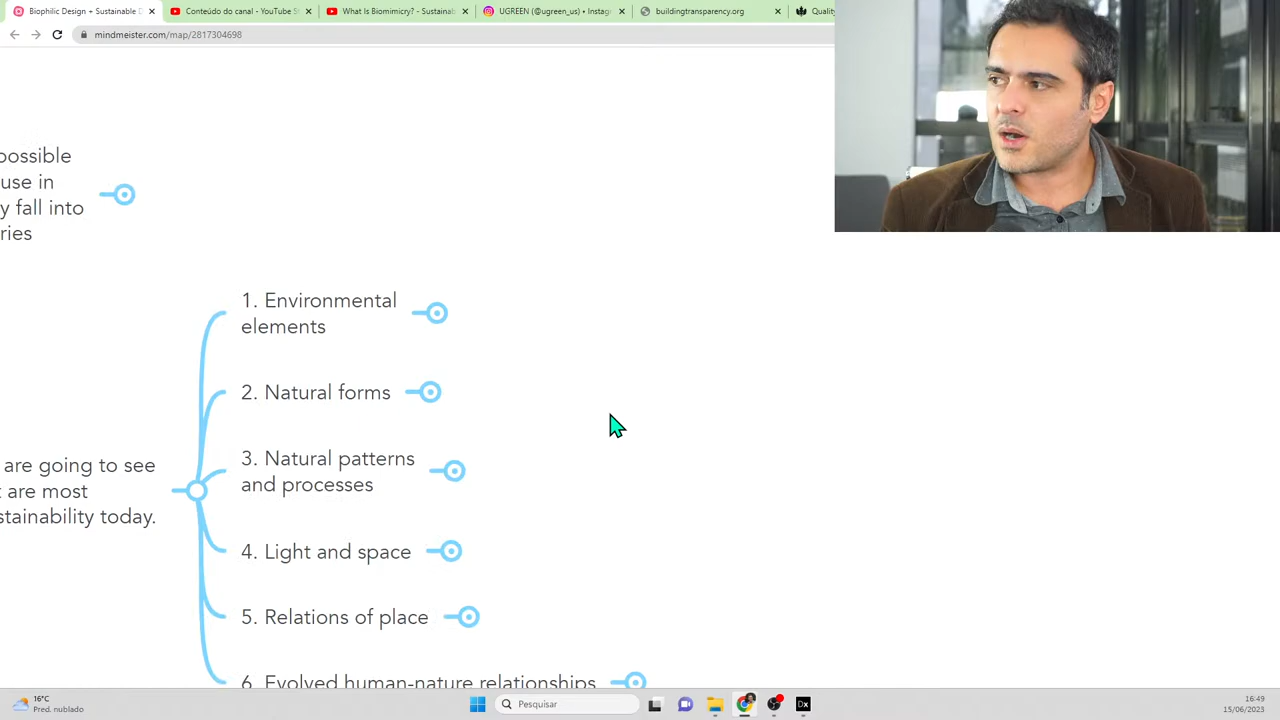 Biophilic Design + Sustainable D
Conteúdo do canal - YouTube S
What Is Biomimicry? - Sustainab
UGREEN (@ugreen_us) • Instag
buildingtransparency.org
Quality
mindmeister.com/map/2817304698
possible
use in
y fall into
ries
1. Environmental
elements
2. Natural forms
3. Natural patterns
and processes
are going to see
t are most
stainability today.
4. Light and space
5. Relations of place
6. Evolved human-nature relationships
16°C
Pred. nublado
Pesquisar
Dx
16:49
15/06/2023